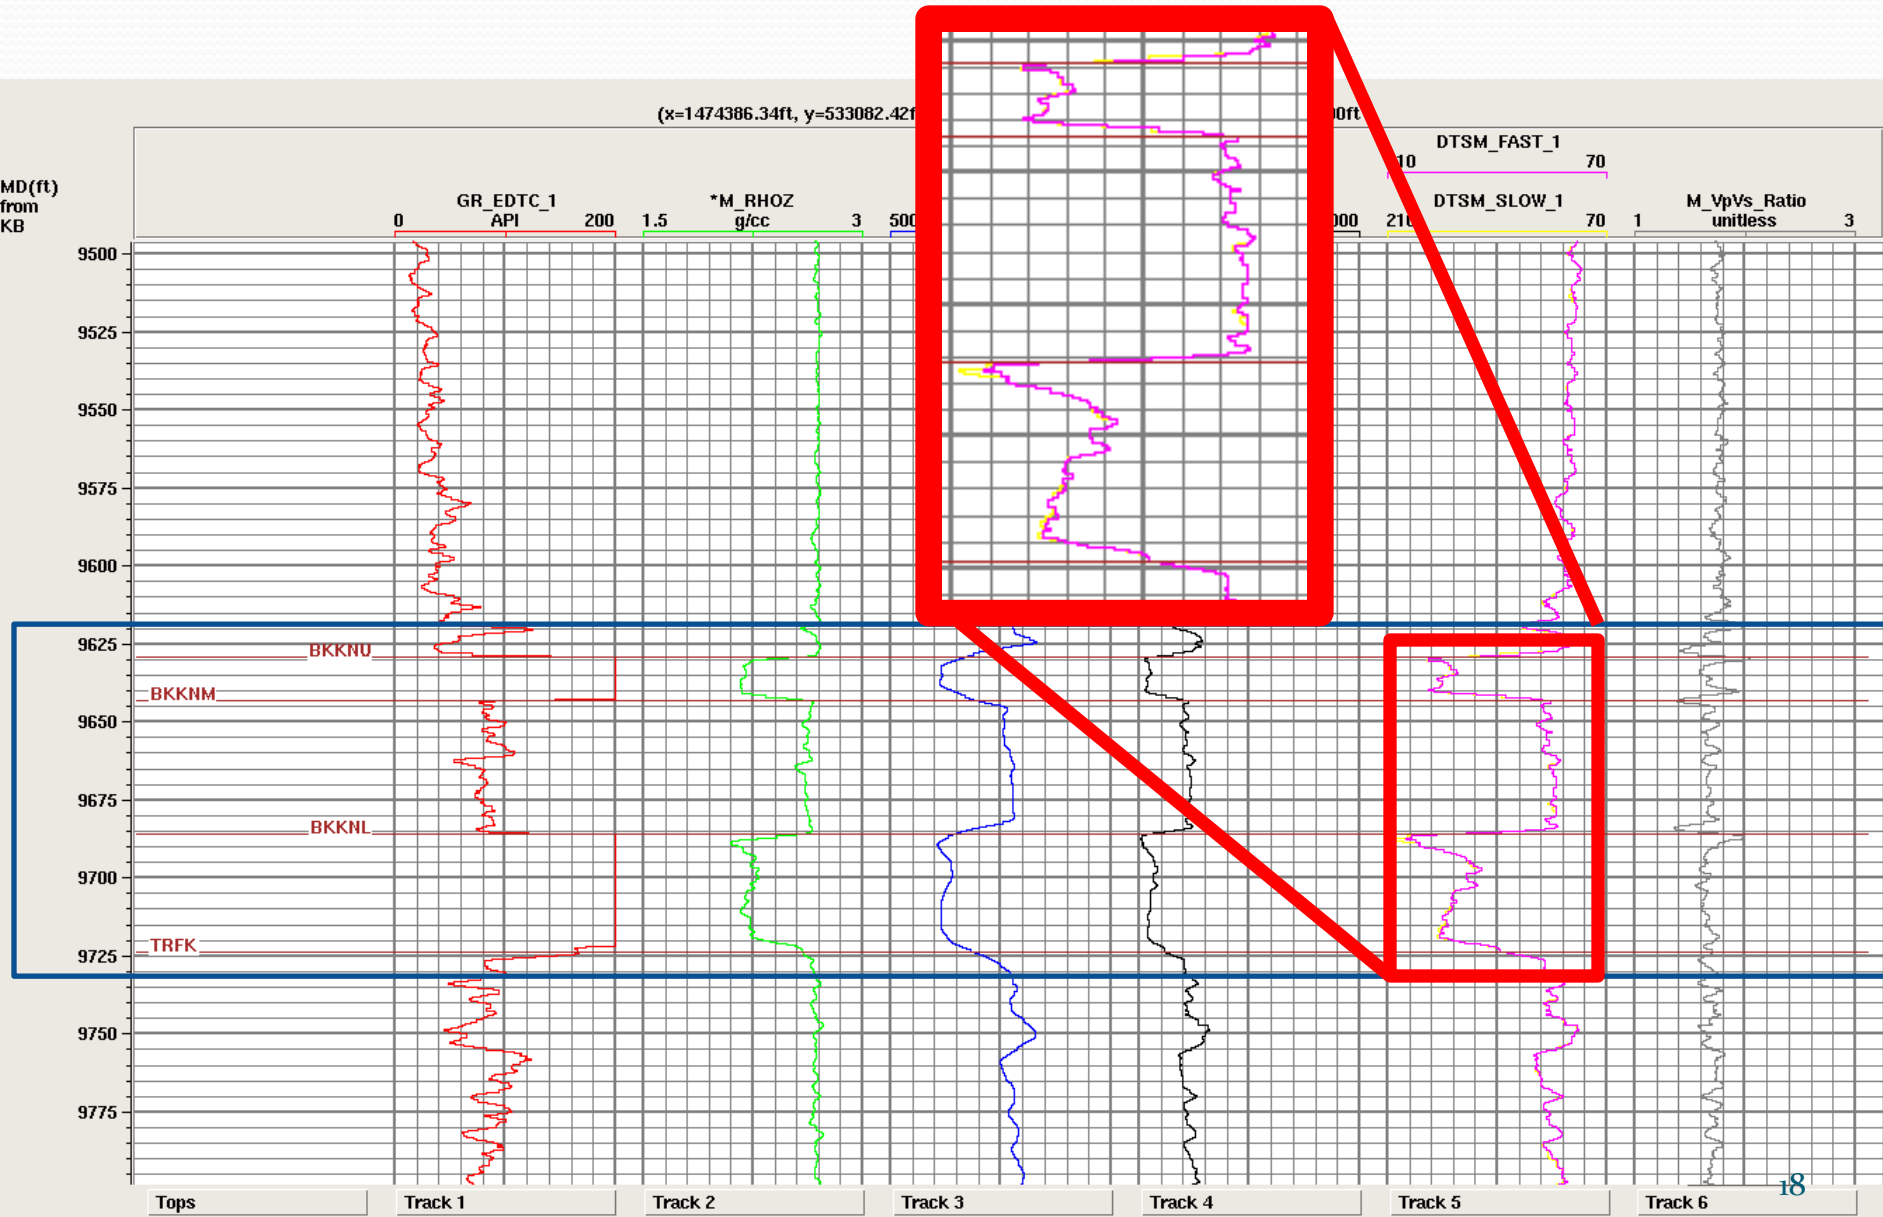 (x=1474386.34ft, y=533082.42f
00ft
MD(ft)
from
KB
GR_EDTC_1
0 API 200
*M_RHOZ
1.5 g/cc 3
500
000
DTSM_FAST_1
10 70
DTSM_SLOW_1
210 70
M_VpVs_Ratio
1 unitless 3
9500
9525
9550
9575
9600
9625
BKKNU
BKKNM
9650
9675
BKKNL
9700
TRFK
9725
9750
9775
18
Tops Track 1 Track 2 Track 3 Track 4 Track 5 Track 6